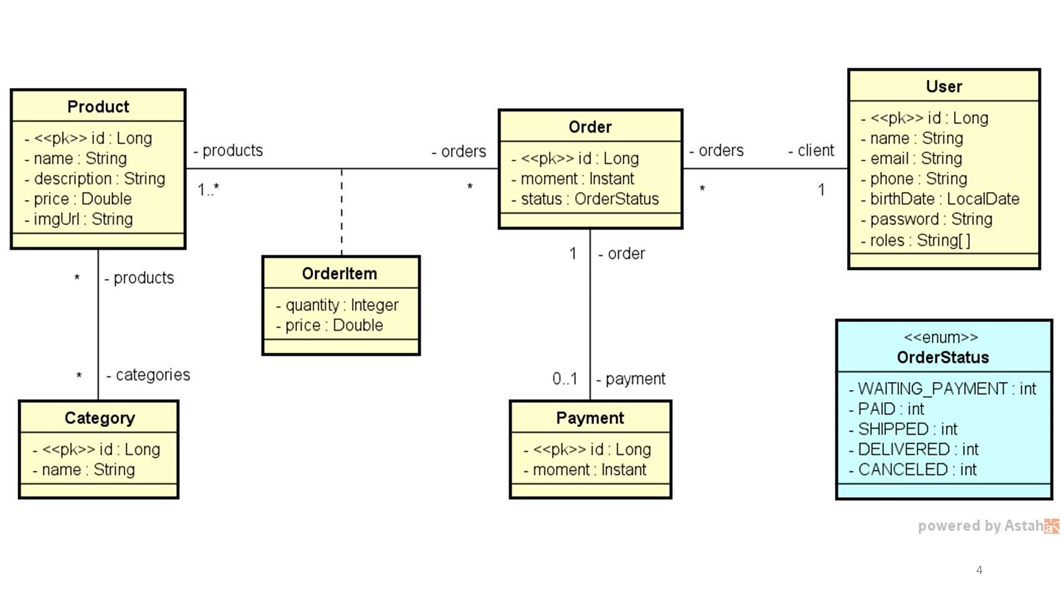 Product
- <<pk>> id : Long
- name : String
- description : String
- price : Double
- imgUrl : String
- products
1..*
- orders
*
Order
- <<pk>> id : Long
- moment : Instant
- status : OrderStatus
- orders
*
- client
1
User
- <<pk>> id : Long
- name : String
- email : String
- phone : String
- birthDate : LocalDate
- password : String
- roles : String[ ]
OrderItem
- quantity : Integer
- price : Double
* - products
* - categories
Category
- <<pk>> id : Long
- name : String
1 - order
0..1 - payment
Payment
- <<pk>> id : Long
- moment : Instant
<<enum>>
OrderStatus
- WAITING_PAYMENT : int
- PAID : int
- SHIPPED : int
- DELIVERED : int
- CANCELED : int
powered by Astah
4